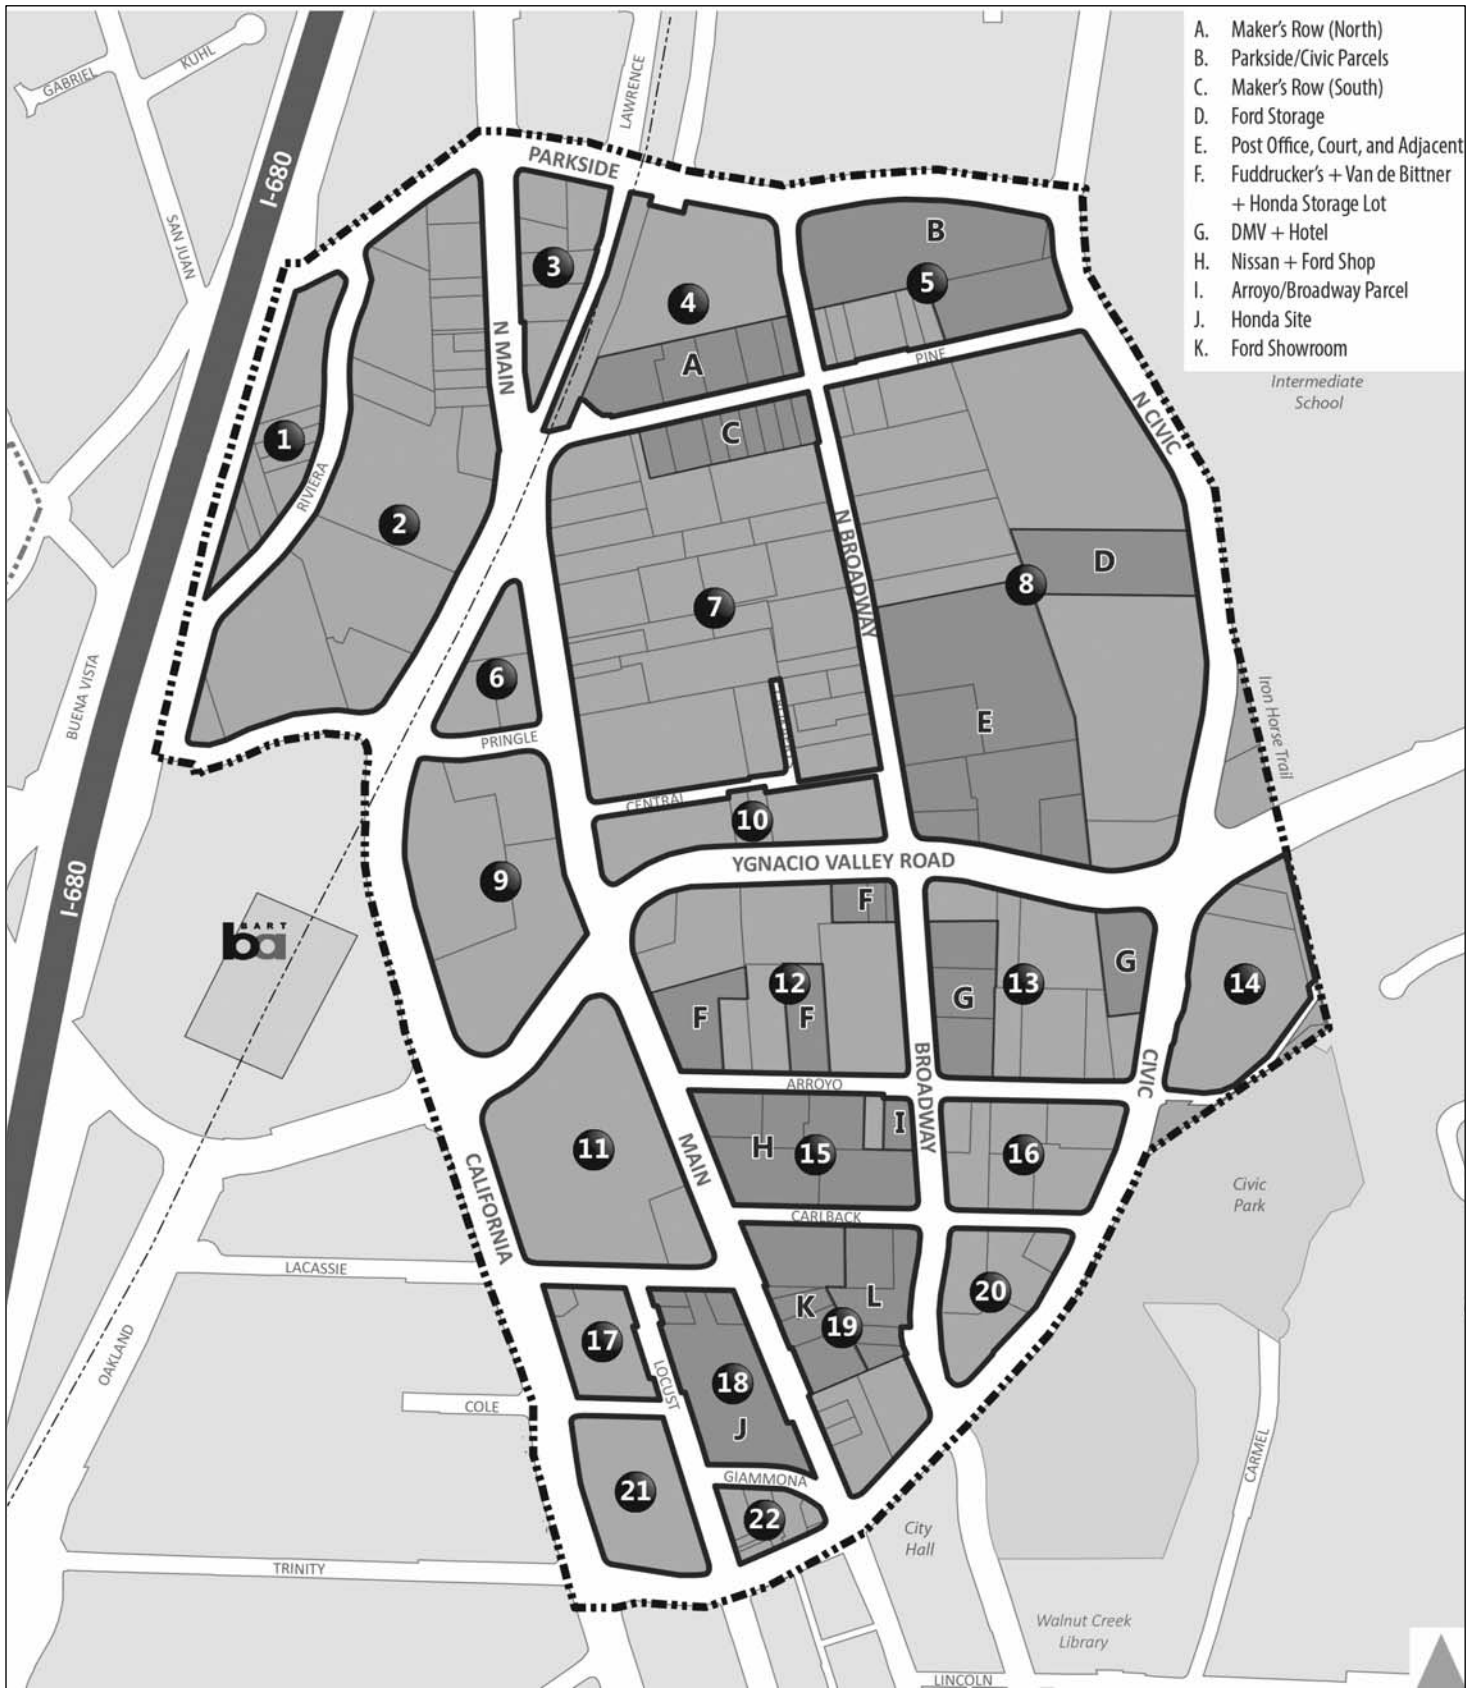 A. Maker's Row (North)
B. Parkside/Civic Parcels
C. Maker's Row (South)
D. Ford Storage
E. Post Office, Court, and Adjacent
F. Fuddrucker's + Van de Bittner
+ Honda Storage Lot
G. DMV + Hotel
H. Nissan + Ford Shop
I. Arroyo/Broadway Parcel
J. Honda Site
K. Ford Showroom
Intermediate
School
GABRIEL
KUHL
SAN JUAN
I-680
LAWRENCE
PARKSIDE
N MAIN
3
4
A
B
5
PINE
N CIVIC
1
RIVIERA
2
C
7
N BROADWAY
D
8
E
6
PRINGLE
BUENA VISTA
Iron Horse Trail
CENTRAL
10
YGNACIO VALLEY ROAD
I-680
9
BART
ba
F
12
F
F
G
13
G
14
ARROYO
BROADWAY
CIVIC
11
MAIN
H
15
I
16
CALIFORNIA
CARLBACK
Civic
Park
LACASSIE
K
L
19
20
17
LOCUST
18
J
OAKLAND
COLE
21
GIAMMONA
22
CARMEL
City
Hall
TRINITY
Walnut Creek
Library
LINCOLN